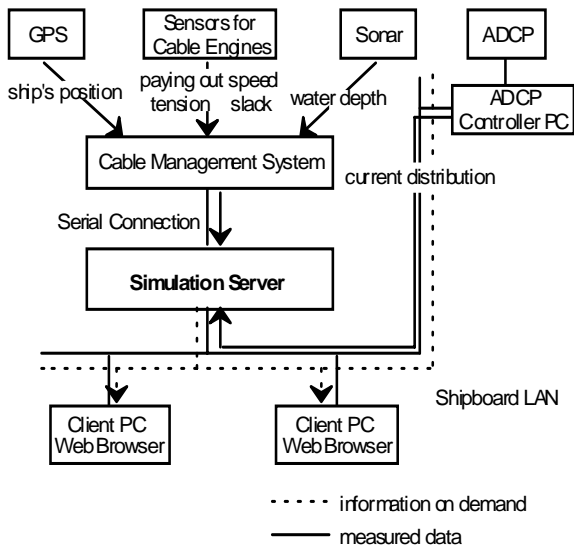 GPS
Sensors for
Cable Engines
Sonar
ADCP
ship's position
paying out speed
tension slack
water depth
ADCP
Controller PC
Cable Management System
current distribution
Serial Connection
Simulation Server
Shipboard LAN
Client PC
Web Browser
Client PC
Web Browser
information on demand
measured data